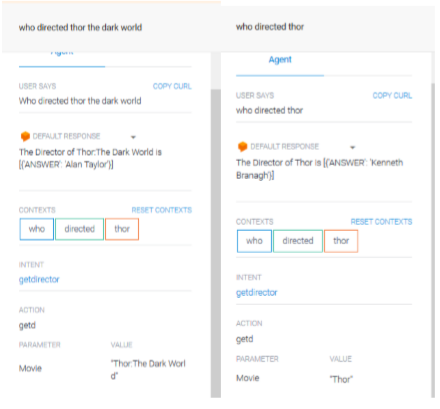 who directed thor the dark world
Agent
USER SAYS COPY CURL
Who directed thor the dark world
DEFAULT RESPONSE
The Director of Thor:The Dark World is
[{'ANSWER': 'Alan Taylor'}]
CONTEXTS RESET CONTEXTS
who directed thor
INTENT
getdirector
ACTION
getd
PARAMETER VALUE
Movie "Thor:The Dark Worl
d"
who directed thor
Agent
USER SAYS COPY CURL
who directed thor
DEFAULT RESPONSE
The Director of Thor is [{'ANSWER': 'Kenneth
Branagh'}]
CONTEXTS RESET CONTEXTS
who directed thor
INTENT
getdirector
ACTION
getd
PARAMETER VALUE
Movie "Thor"